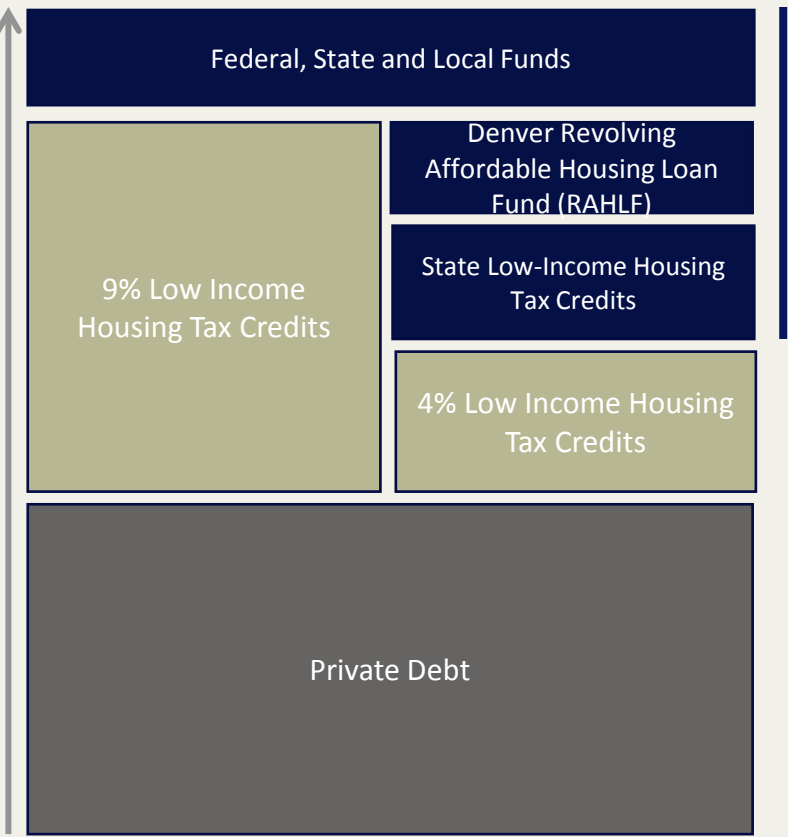 Federal, State and Local Funds
9% Low Income
Housing Tax Credits
Denver Revolving
Affordable Housing Loan
Fund (RAHLF)
State Low-Income Housing
Tax Credits
4% Low Income Housing
Tax Credits
Private Debt